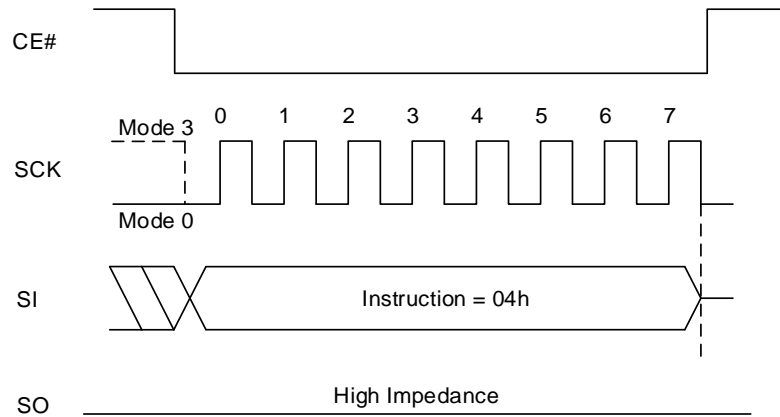 CE#
Mode 3
0 1 2 3 4 5 6 7
SCK
Mode 0
SI
Instruction = 04h
SO
High Impedance